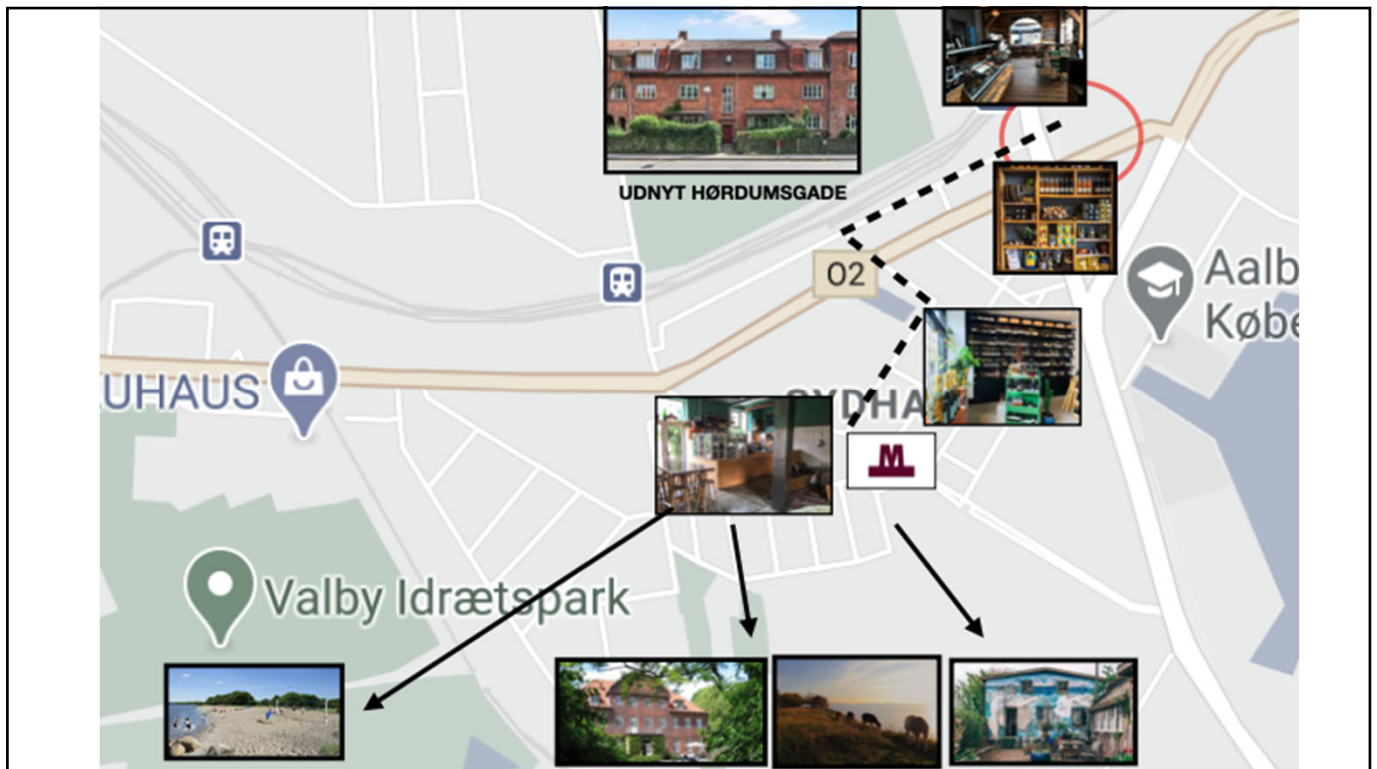 UDNYT HØRDUMSGADE
O2
Aalb
Købe
UHAUS
SYDHA
M
Valby Idrætspark